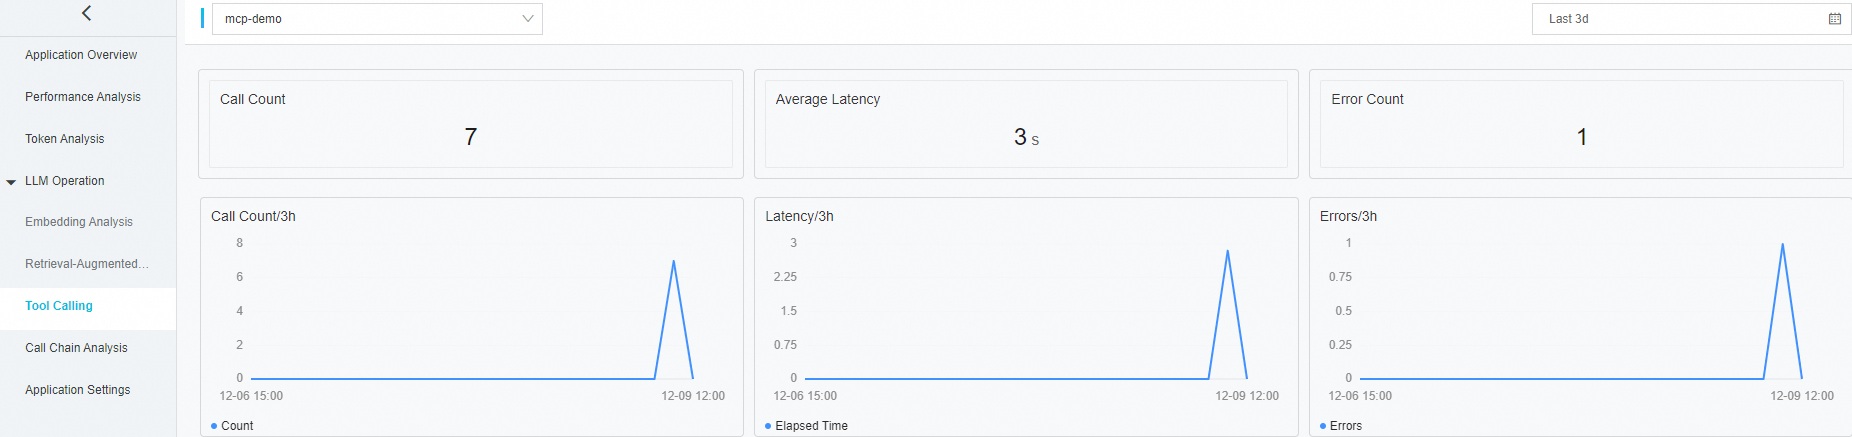 mcp-demo
Last 3d
Application Overview
Performance Analysis
Token Analysis
LLM Operation
Embedding Analysis
Retrieval-Augmented...
Tool Calling
Call Chain Analysis
Application Settings
Call Count
7
Average Latency
3 s
Error Count
1
Call Count/3h
8
6
4
2
0
12-06 15:00
12-09 12:00
Count
Latency/3h
3
2.25
1.5
0.75
0
12-06 15:00
12-09 12:00
Elapsed Time
Errors/3h
1
0.75
0.5
0.25
0
12-06 15:00
12-09 12:00
Errors